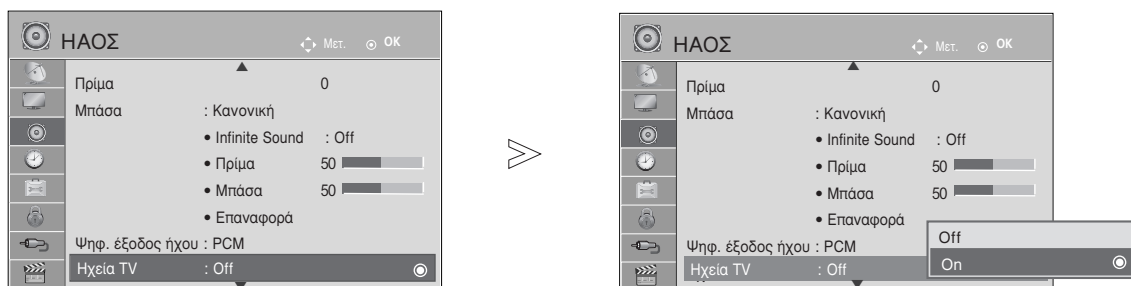 ΗΑΟΣ Μετ. OK
Πρίμα 0
Μπάσα : Κανονική
• Infinite Sound : Off
• Πρίμα 50
• Μπάσα 50
• Επαναφορά
Ψηφ. έξοδος ήχου : PCM
Ηχεία TV : Off
ΗΑΟΣ Μετ. OK
Πρίμα 0
Μπάσα : Κανονική
• Infinite Sound : Off
• Πρίμα 50
• Μπάσα 50
• Επαναφορά
Ψηφ. έξοδος ήχου : PCM
Ηχεία TV : Off
Off
On